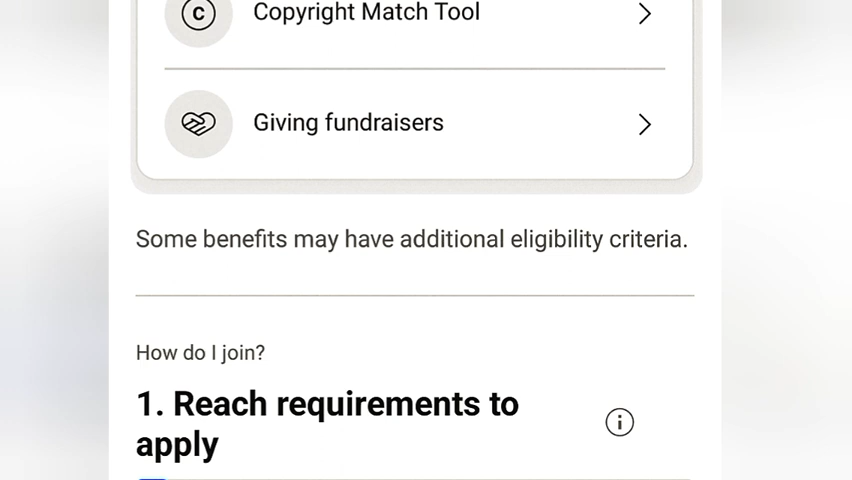 Copyright Match Tool
Giving fundraisers
Some benefits may have additional eligibility criteria.
How do I join?
1. Reach requirements to
apply